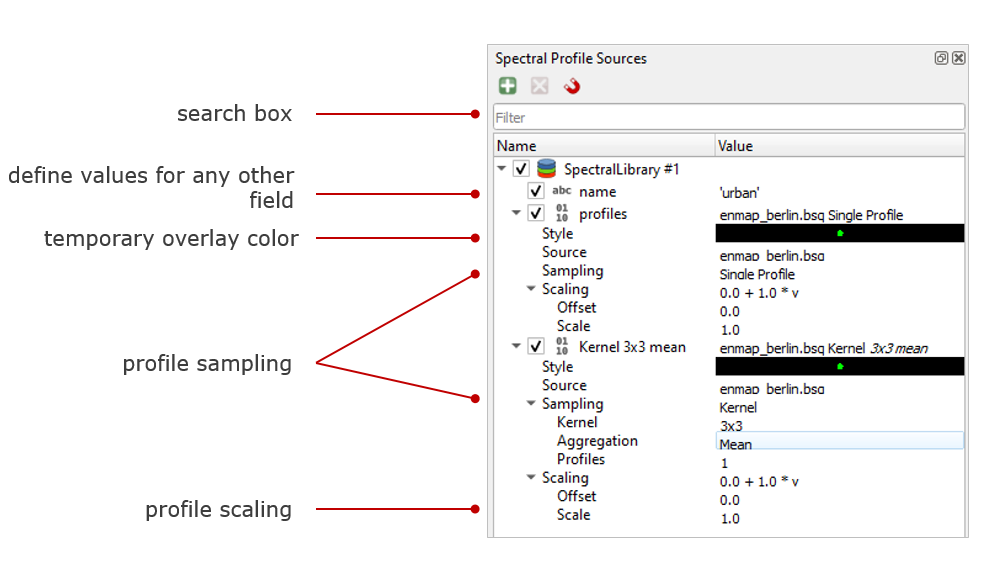 Spectral Profile Sources
search box
Filter
Name Value
SpectralLibrary #1
define values for any other
field
abc name 'urban'
01
10 profiles enmap_berlin.bsq Single Profile
temporary overlay color
Style
Source enmap_berlin.bsq
Sampling Single Profile
Scaling 0.0 + 1.0 * v
Offset 0.0
Scale 1.0
profile sampling
01
10 Kernel 3x3 mean enmap_berlin.bsq Kernel 3x3 mean
Style
Source enmap_berlin.bsq
Sampling Kernel
Kernel 3x3
Aggregation Mean
Profiles 1
Scaling 0.0 + 1.0 * v
Offset 0.0
profile scaling
Scale 1.0